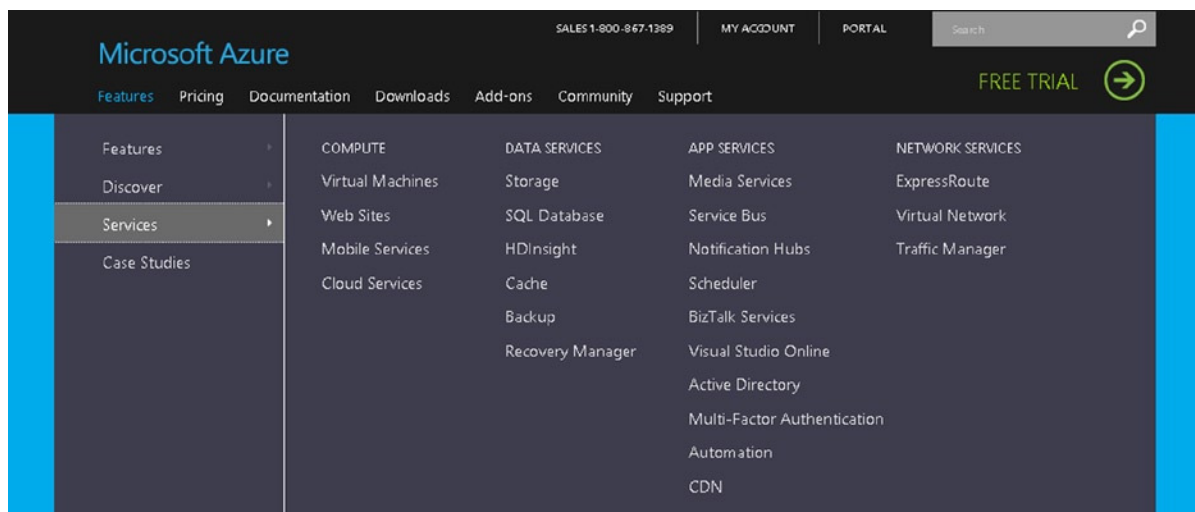 SALES 1-800-867-1389
MY ACCOUNT
PORTAL
Search
Microsoft Azure
FREE TRIAL
Features Pricing Documentation Downloads Add-ons Community Support
Features
Discover
Services
Case Studies
COMPUTE
Virtual Machines
Web Sites
Mobile Services
Cloud Services
DATA SERVICES
Storage
SQL Database
HDInsight
Cache
Backup
Recovery Manager
APP SERVICES
Media Services
Service Bus
Notification Hubs
Scheduler
BizTalk Services
Visual Studio Online
Active Directory
Multi-Factor Authentication
Automation
CDN
NETWORK SERVICES
ExpressRoute
Virtual Network
Traffic Manager